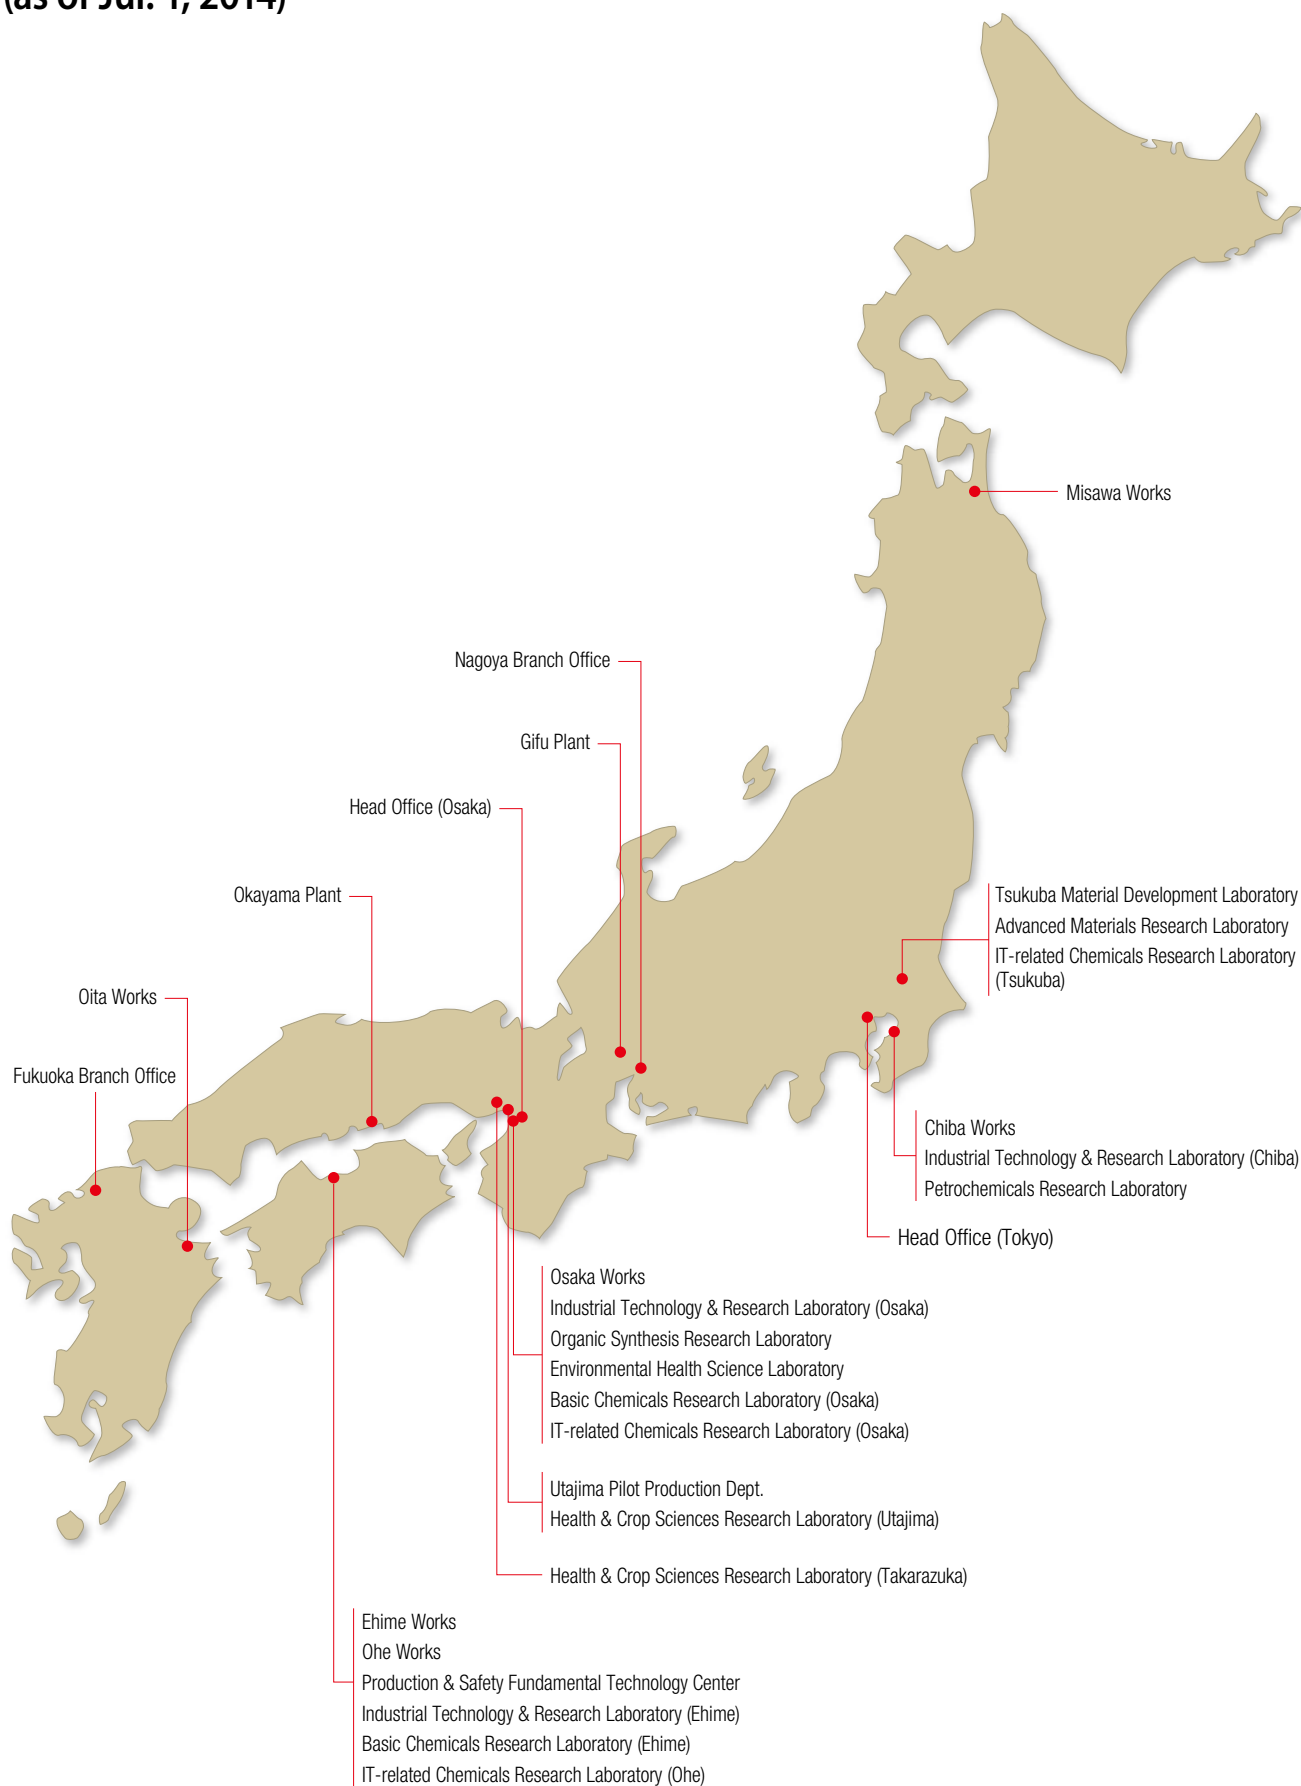 (as of Jul. 1, 2014)
Misawa Works
Nagoya Branch Office
Gifu Plant
Head Office (Osaka)
Okayama Plant
Tsukuba Material Development Laboratory
Advanced Materials Research Laboratory
IT-related Chemicals Research Laboratory
(Tsukuba)
Oita Works
Fukuoka Branch Office
Chiba Works
Industrial Technology & Research Laboratory (Chiba)
Petrochemicals Research Laboratory
Head Office (Tokyo)
Osaka Works
Industrial Technology & Research Laboratory (Osaka)
Organic Synthesis Research Laboratory
Environmental Health Science Laboratory
Basic Chemicals Research Laboratory (Osaka)
IT-related Chemicals Research Laboratory (Osaka)
Utajima Pilot Production Dept.
Health & Crop Sciences Research Laboratory (Utajima)
Health & Crop Sciences Research Laboratory (Takarazuka)
Ehime Works
Ohe Works
Production & Safety Fundamental Technology Center
Industrial Technology & Research Laboratory (Ehime)
Basic Chemicals Research Laboratory (Ehime)
IT-related Chemicals Research Laboratory (Ohe)